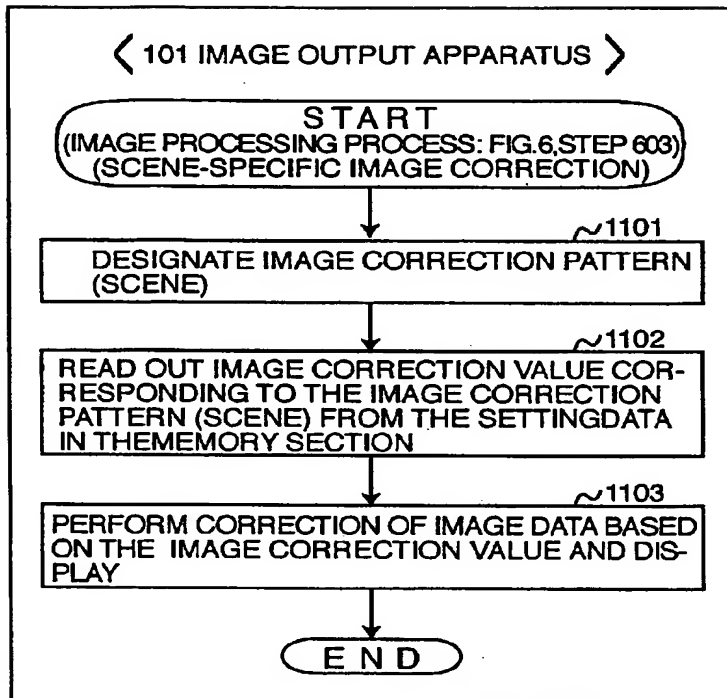 < 101 IMAGE OUTPUT APPARATUS >
START
(IMAGE PROCESSING PROCESS: FIG.6,STEP 603)
(SCENE-SPECIFIC IMAGE CORRECTION)
1101
DESIGNATE IMAGE CORRECTION PATTERN
(SCENE)
1102
READ OUT IMAGE CORRECTION VALUE COR-
RESPONDING TO THE IMAGE CORRECTION
PATTERN (SCENE) FROM THE SETTINGDATA
IN THEMEMORY SECTION
1103
PERFORM CORRECTION OF IMAGE DATA BASED
ON THE IMAGE CORRECTION VALUE AND DIS-
PLAY
END